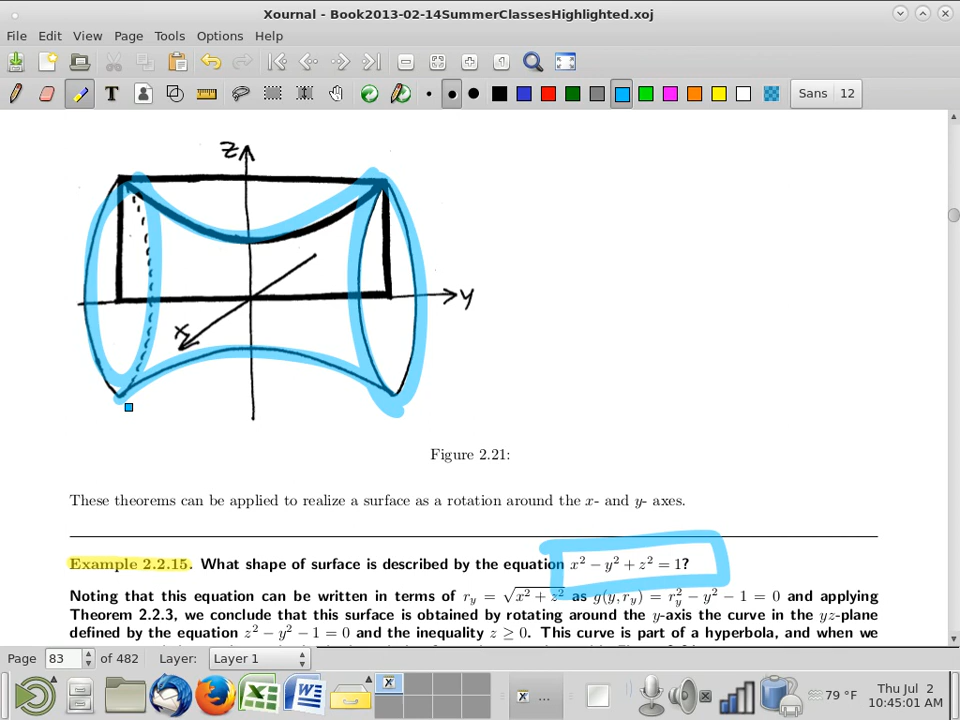 Xournal - Book2013-02-14SummerClassesHighlighted.xoj
File Edit View Page Tools Options Help
Sans 12
z
y
x
Figure 2.21:
These theorems can be applied to realize a surface as a rotation around the x- and y- axes.
Example 2.2.15. What shape of surface is described by the equation x² − y² + z² = 1?
Noting that this equation can be written in terms of r_y = √x² + z² as g(y, r_y) = r_y² − y² − 1 = 0 and applying
Theorem 2.2.3, we conclude that this surface is obtained by rotating around the y-axis the curve in the yz-plane
defined by the equation z² − y² − 1 = 0 and the inequality z ≥ 0. This curve is part of a hyperbola, and when we
Page 83 of 482 Layer: Layer 1
...
79 °F
Thu Jul 2
10:45:01 AM